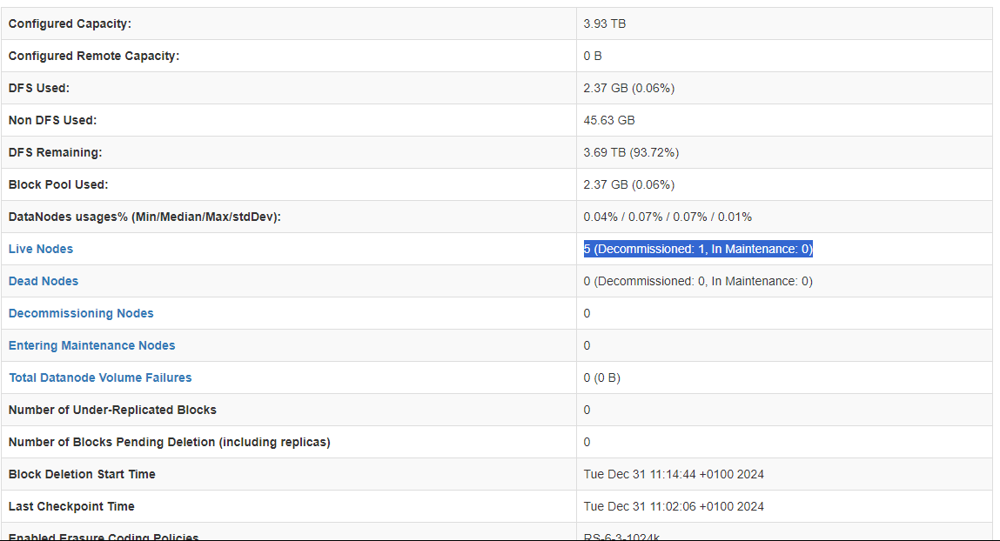 Configured Capacity: 3.93 TB
Configured Remote Capacity: 0 B
DFS Used: 2.37 GB (0.06%)
Non DFS Used: 45.63 GB
DFS Remaining: 3.69 TB (93.72%)
Block Pool Used: 2.37 GB (0.06%)
DataNodes usages% (Min/Median/Max/stdDev): 0.04% / 0.07% / 0.07% / 0.01%
Live Nodes 5 (Decommissioned: 1, In Maintenance: 0)
Dead Nodes 0 (Decommissioned: 0, In Maintenance: 0)
Decommissioning Nodes 0
Entering Maintenance Nodes 0
Total Datanode Volume Failures 0 (0 B)
Number of Under-Replicated Blocks 0
Number of Blocks Pending Deletion (including replicas) 0
Block Deletion Start Time Tue Dec 31 11:14:44 +0100 2024
Last Checkpoint Time Tue Dec 31 11:02:06 +0100 2024
Enabled Erasure Coding Policies RS-6-3-1024k